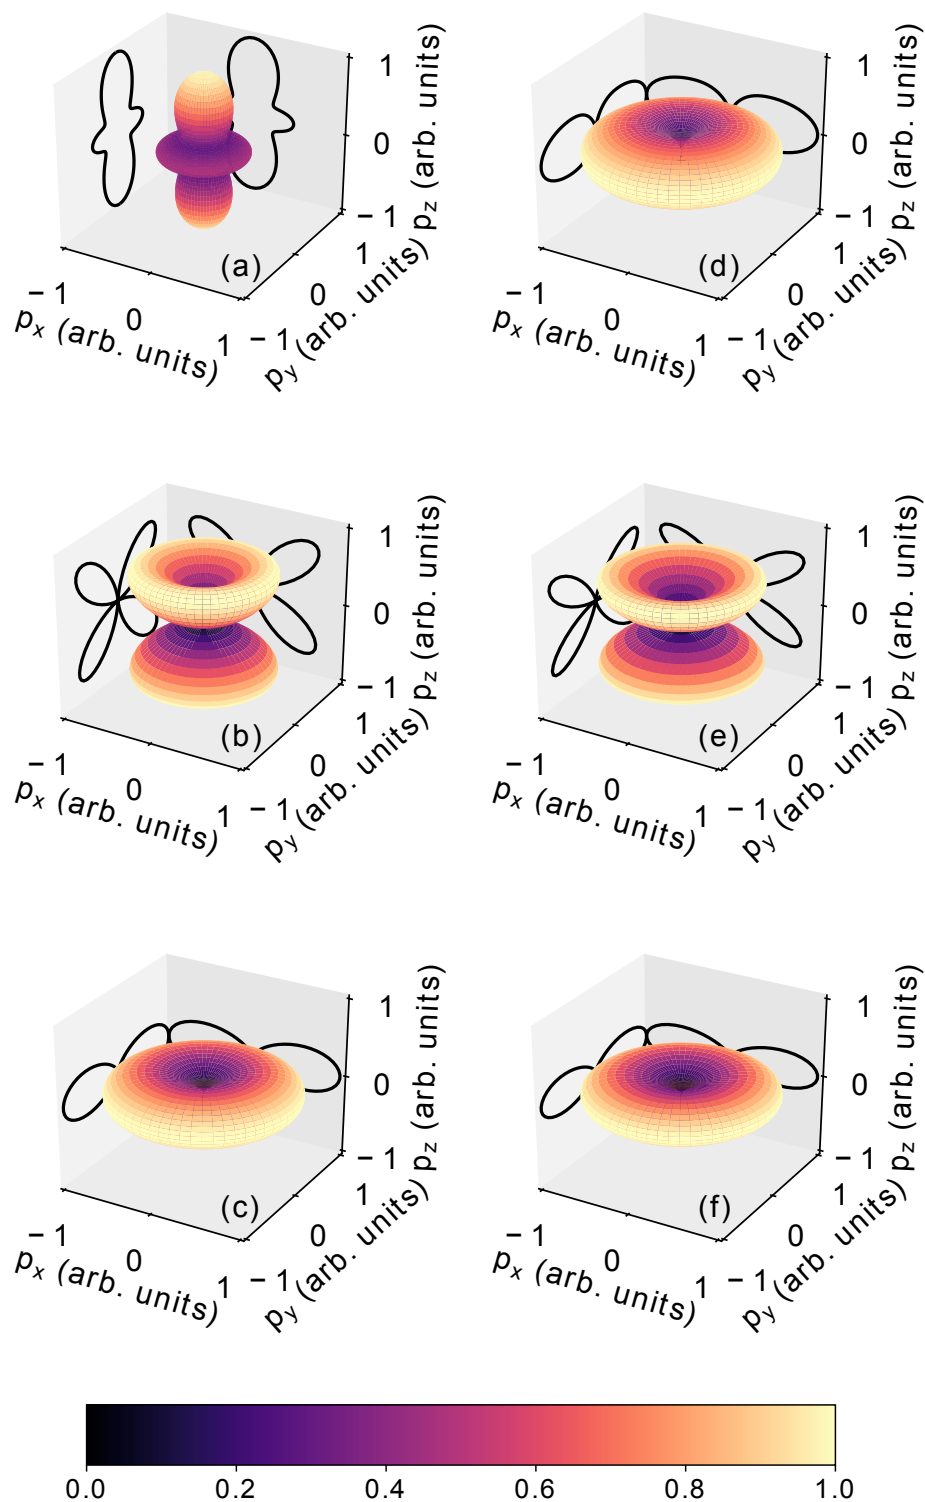 1
0
− 1
p_z (arb. units)
(a)
− 1
0
1
p_x (arb. units)
− 1
0
1
p_y (arb. units)
1
0
− 1
p_z (arb. units)
(d)
− 1
0
1
p_x (arb. units)
− 1
0
1
p_y (arb. units)
1
0
− 1
p_z (arb. units)
(b)
− 1
0
1
p_x (arb. units)
− 1
0
1
p_y (arb. units)
1
0
− 1
p_z (arb. units)
(e)
− 1
0
1
p_x (arb. units)
− 1
0
1
p_y (arb. units)
1
0
− 1
p_z (arb. units)
(c)
− 1
0
1
p_x (arb. units)
− 1
0
1
p_y (arb. units)
1
0
− 1
p_z (arb. units)
(f)
− 1
0
1
p_x (arb. units)
− 1
0
1
p_y (arb. units)
0.0 0.2 0.4 0.6 0.8 1.0